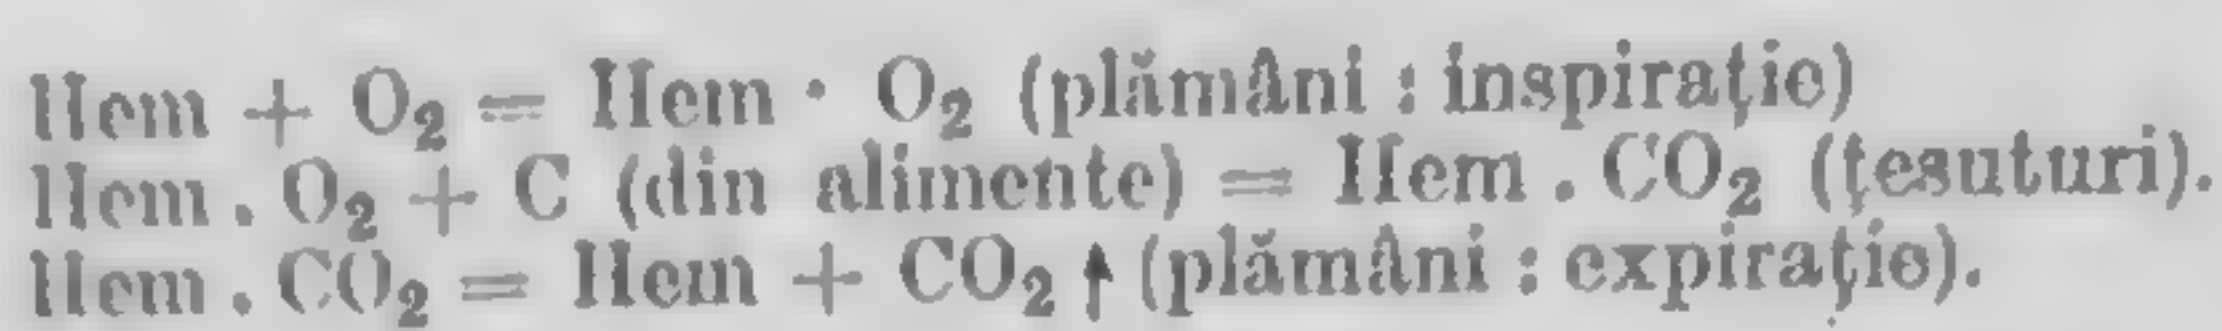 Hem + O₂ = Hem · O₂ (plămâni : inspirație)
Hem . O₂ + C (din alimente) = Hem . CO₂ (țesuturi).
Hem . CO₂ = Hem + CO₂ ↑ (plămâni : expirație).